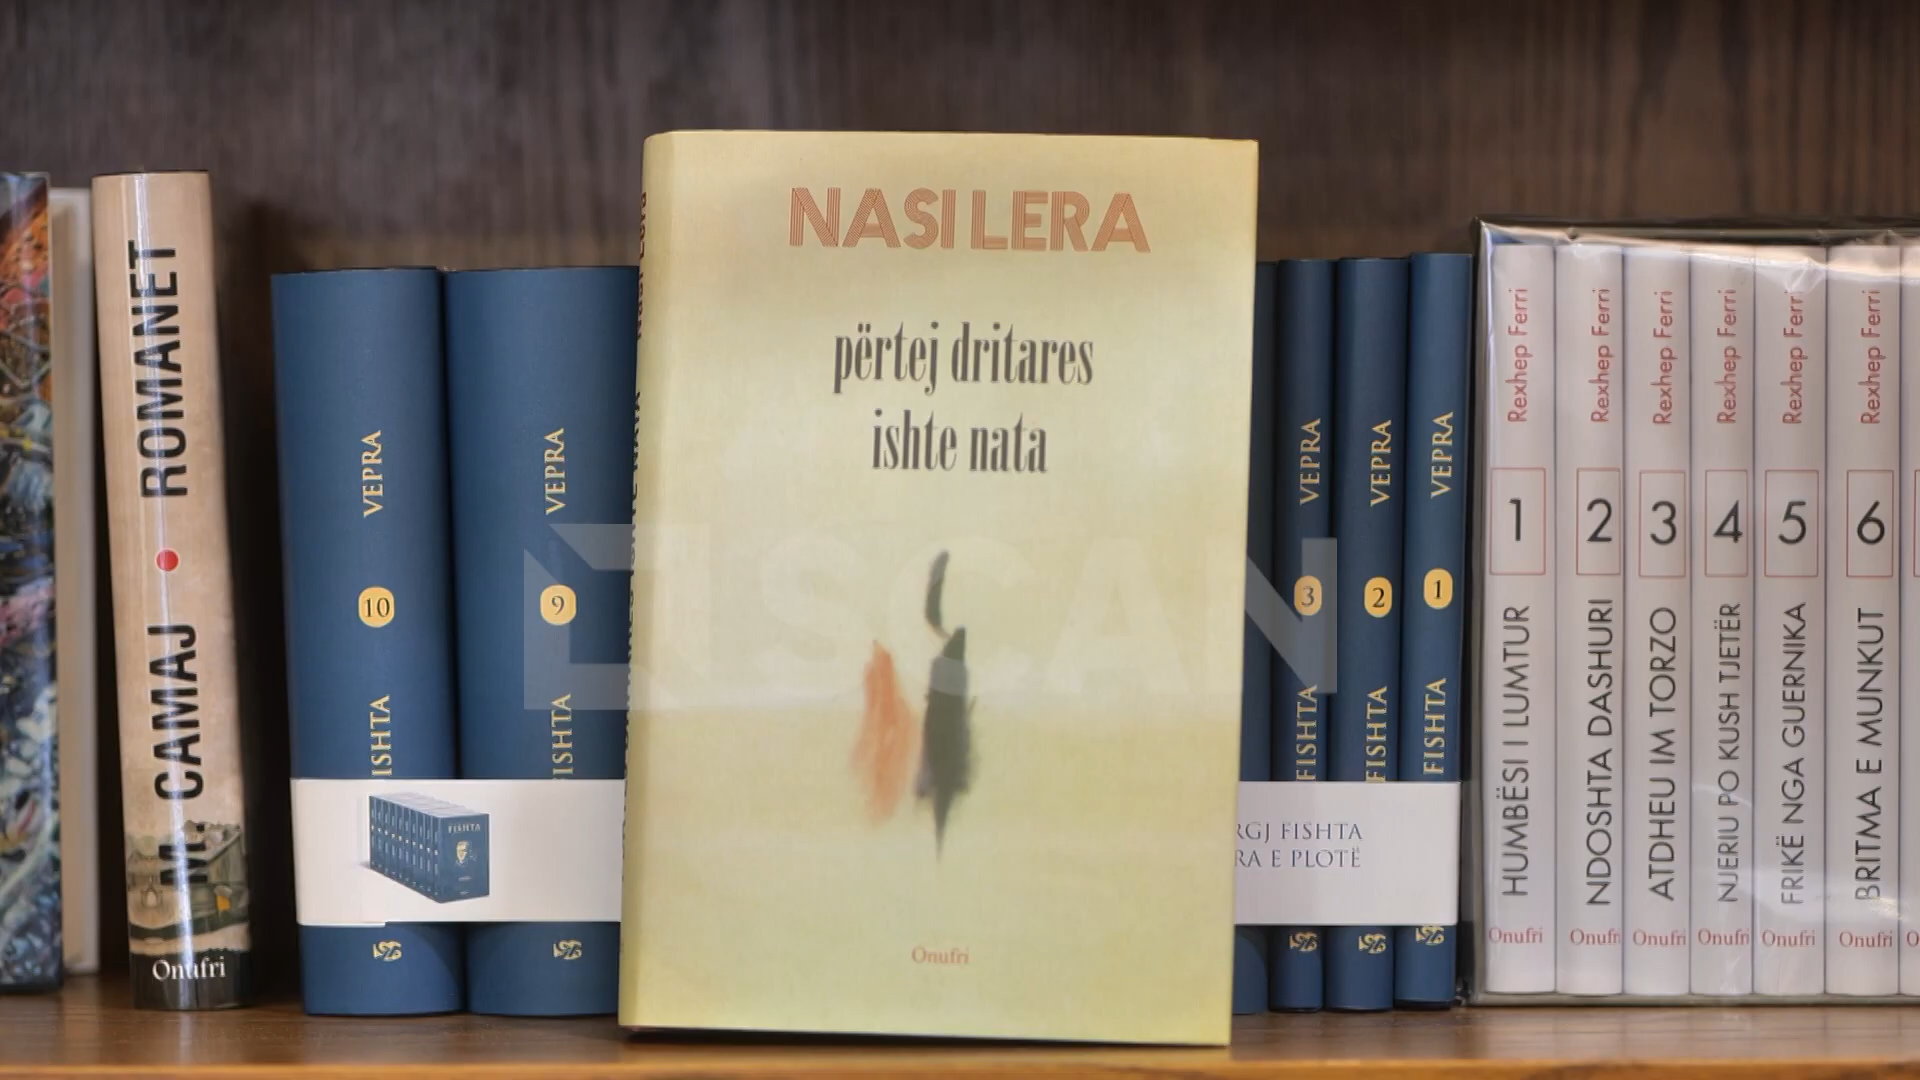 M. CAMAJ • ROMANET
Onufri
FISHTA 10 VEPRA
FISHTA 9 VEPRA
FISHTA
NASI LERA
përtej dritares
ishte nata
Onufri
SCAN
FISHTA 3 VEPRA
FISHTA 2 VEPRA
FISHTA 1 VEPRA
RGJ FISHTA
RA E PLOTË
Rexhep Ferri
1
HUMBËSI I LUMTUR
Onufri
Rexhep Ferri
2
NDOSHTA DASHURI
Onufri
Rexhep Ferri
3
ATDHEU IM TORZO
Onufri
Rexhep Ferri
4
NJERIU PO KUSH TJETËR
Onufri
Rexhep Ferri
5
FRIKË NGA GUERNIKA
Onufri
Rexhep Ferri
6
BRITMA E MUNKUT
Onufri